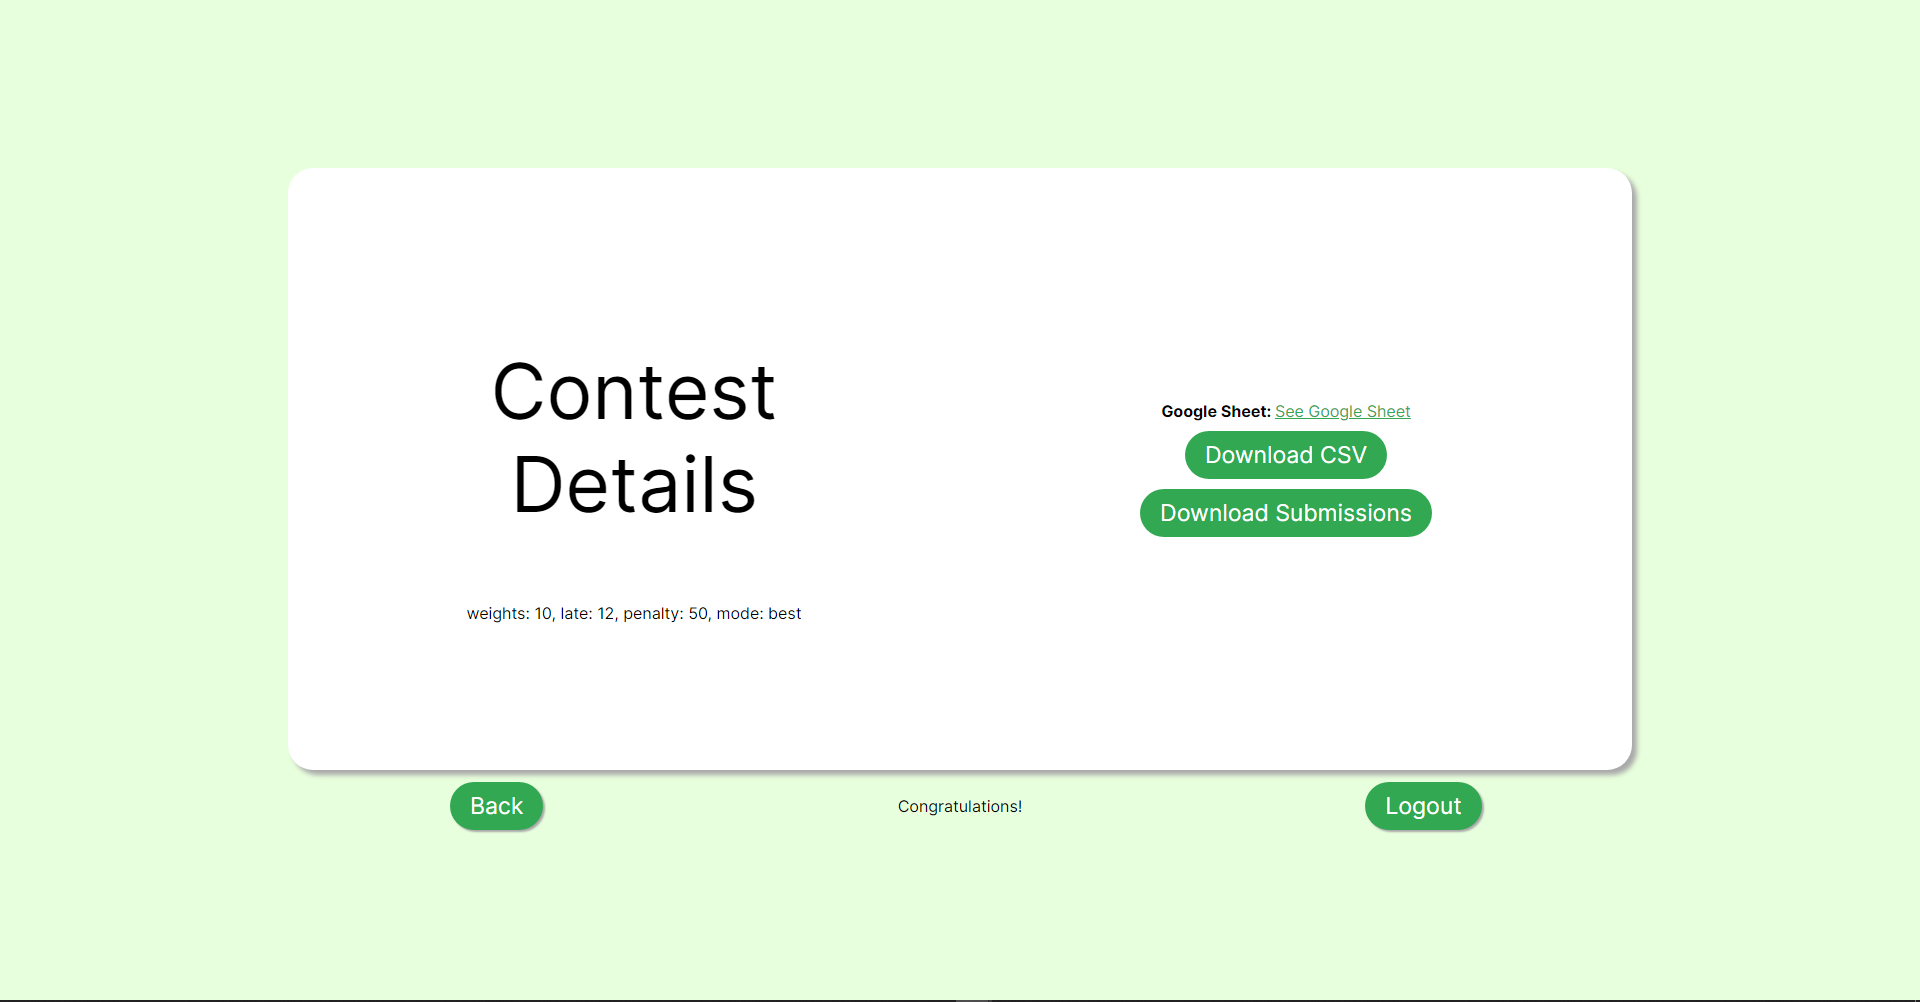 Contest
Details
weights: 10, late: 12, penalty: 50, mode: best
Google Sheet: See Google Sheet
Download CSV
Download Submissions
Back
Congratulations!
Logout